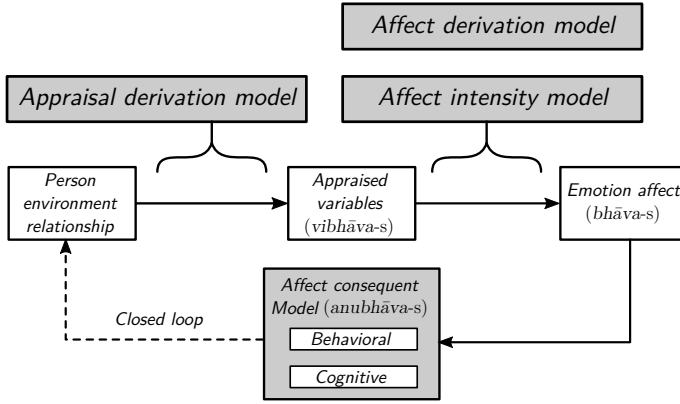 Affect derivation model
Appraisal derivation model
Affect intensity model
Person
environment
relationship
Appraised
variables
(vibhāva-s)
Emotion affect
(bhāva-s)
Affect consequent
Model (anubhāva-s)
Behavioral
Cognitive
Closed loop